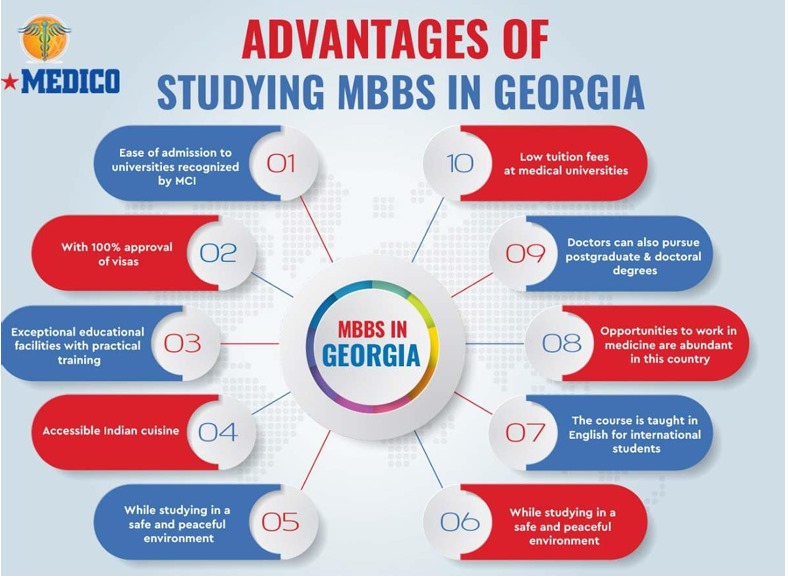 ADVANTAGES OF
STUDYING MBBS IN GEORGIA
MEDICO
Ease of admission to
universities recognized
by MCI
01
With 100% approval
of visas
02
Exceptional educational
facilities with practical
training
03
Accessible Indian cuisine
04
While studying in a
safe and peaceful
environment
05
MBBS IN
GEORGIA
10
Low tuition fees
at medical universities
09
Doctors can also pursue
postgraduate & doctoral
degrees
08
Opportunities to work in
medicine are abundant
in this country
07
The course is taught in
English for international
students
06
While studying in a
safe and peaceful
environment